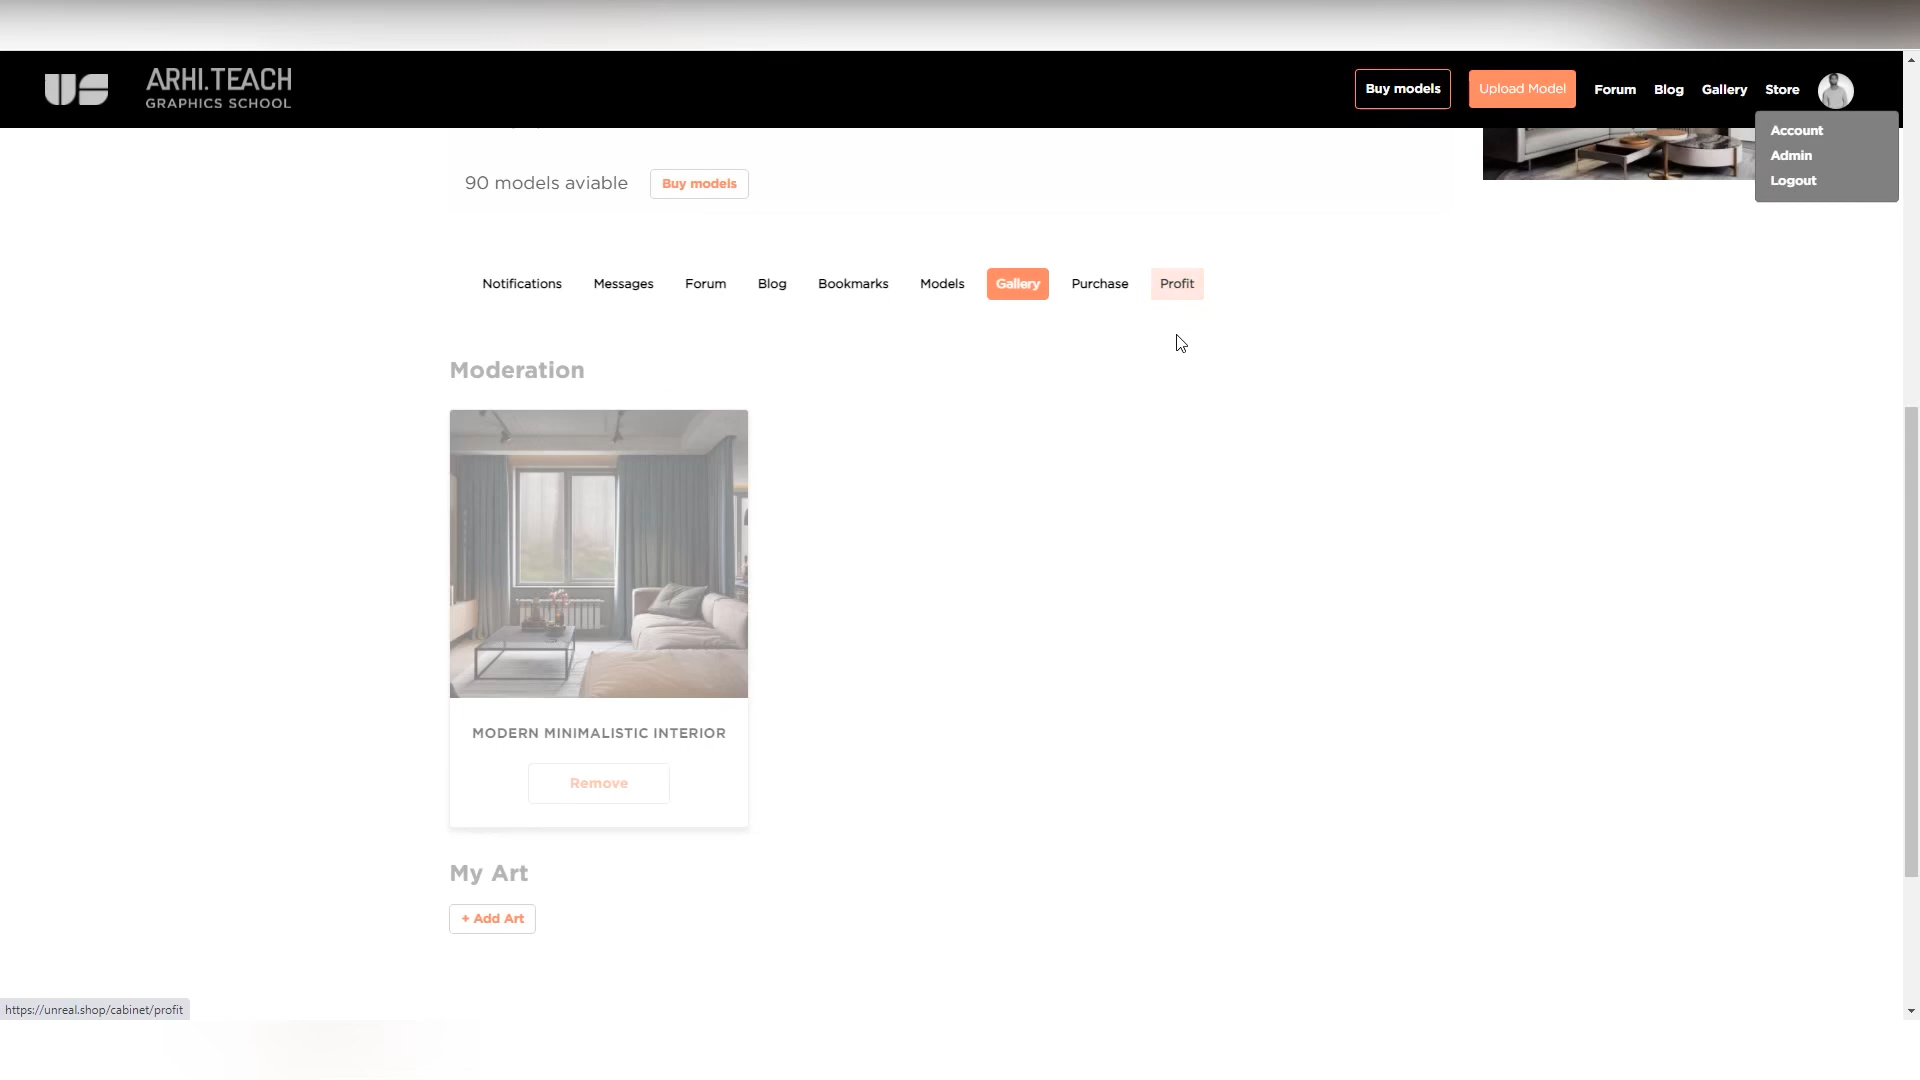 US
ARHI.TEACH
GRAPHICS SCHOOL
Buy models
Upload Model
Forum
Blog
Gallery
Store
Account
Admin
Logout
90 models aviable
Buy models
Notifications
Messages
Forum
Blog
Bookmarks
Models
Gallery
Purchase
Profit
Moderation
MODERN MINIMALISTIC INTERIOR
Remove
My Art
+ Add Art
https://unreal.shop/cabinet/profit